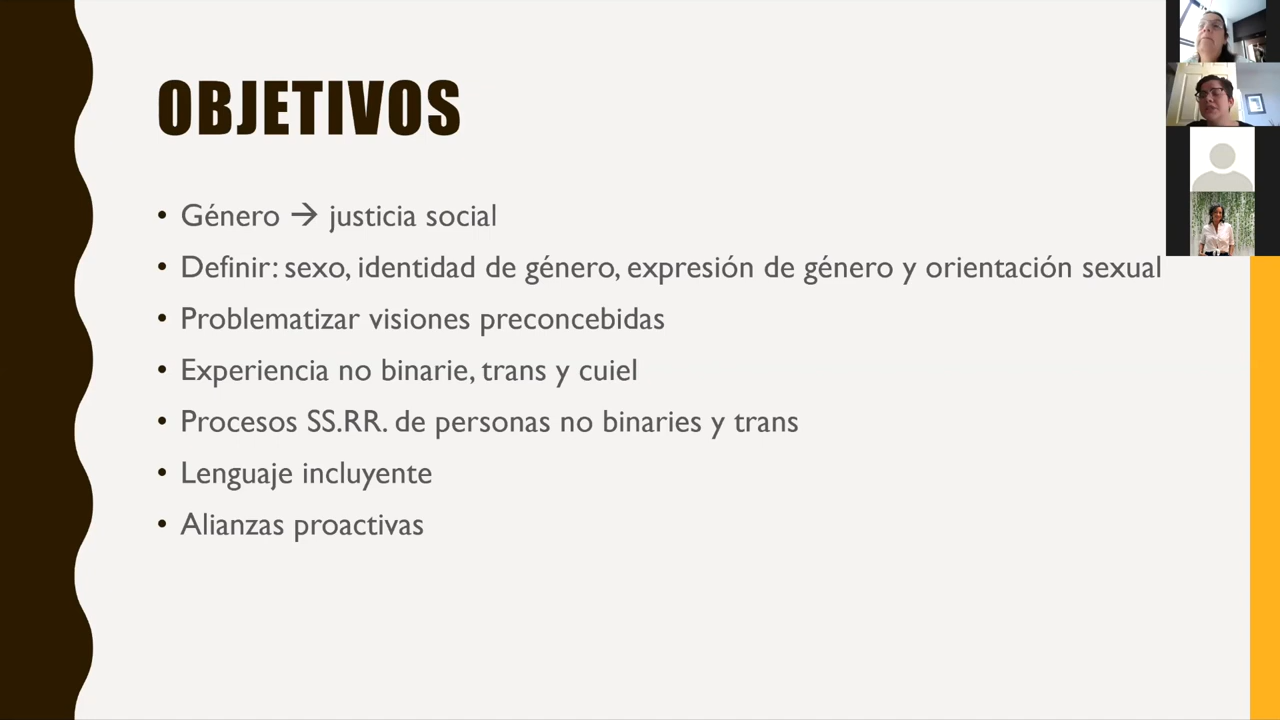 OBJETIVOS
• Género → justicia social
• Definir: sexo, identidad de género, expresión de género y orientación sexual
• Problematizar visiones preconcebidas
• Experiencia no binarie, trans y cuiel
• Procesos SS.RR. de personas no binaries y trans
• Lenguaje incluyente
• Alianzas proactivas